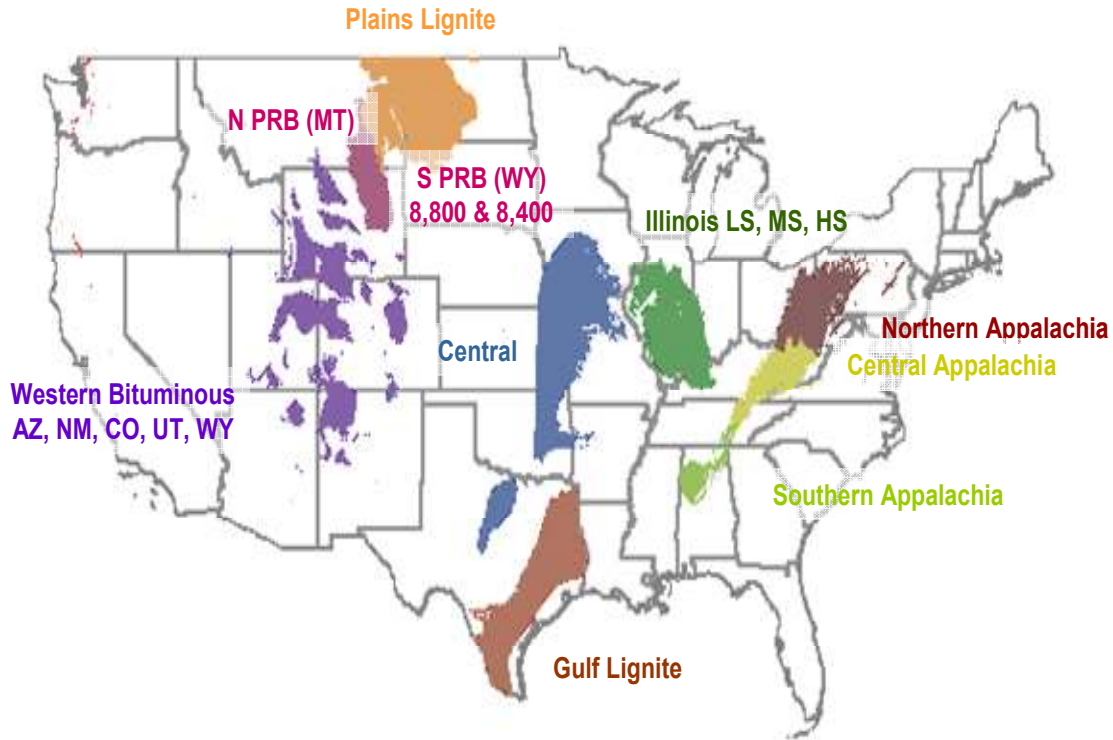 Plains Lignite
N PRB (MT)
S PRB (WY)
8,800 & 8,400
Illinois LS, MS, HS
Northern Appalachia
Central
Central Appalachia
Western Bituminous
AZ, NM, CO, UT, WY
Southern Appalachia
Gulf Lignite